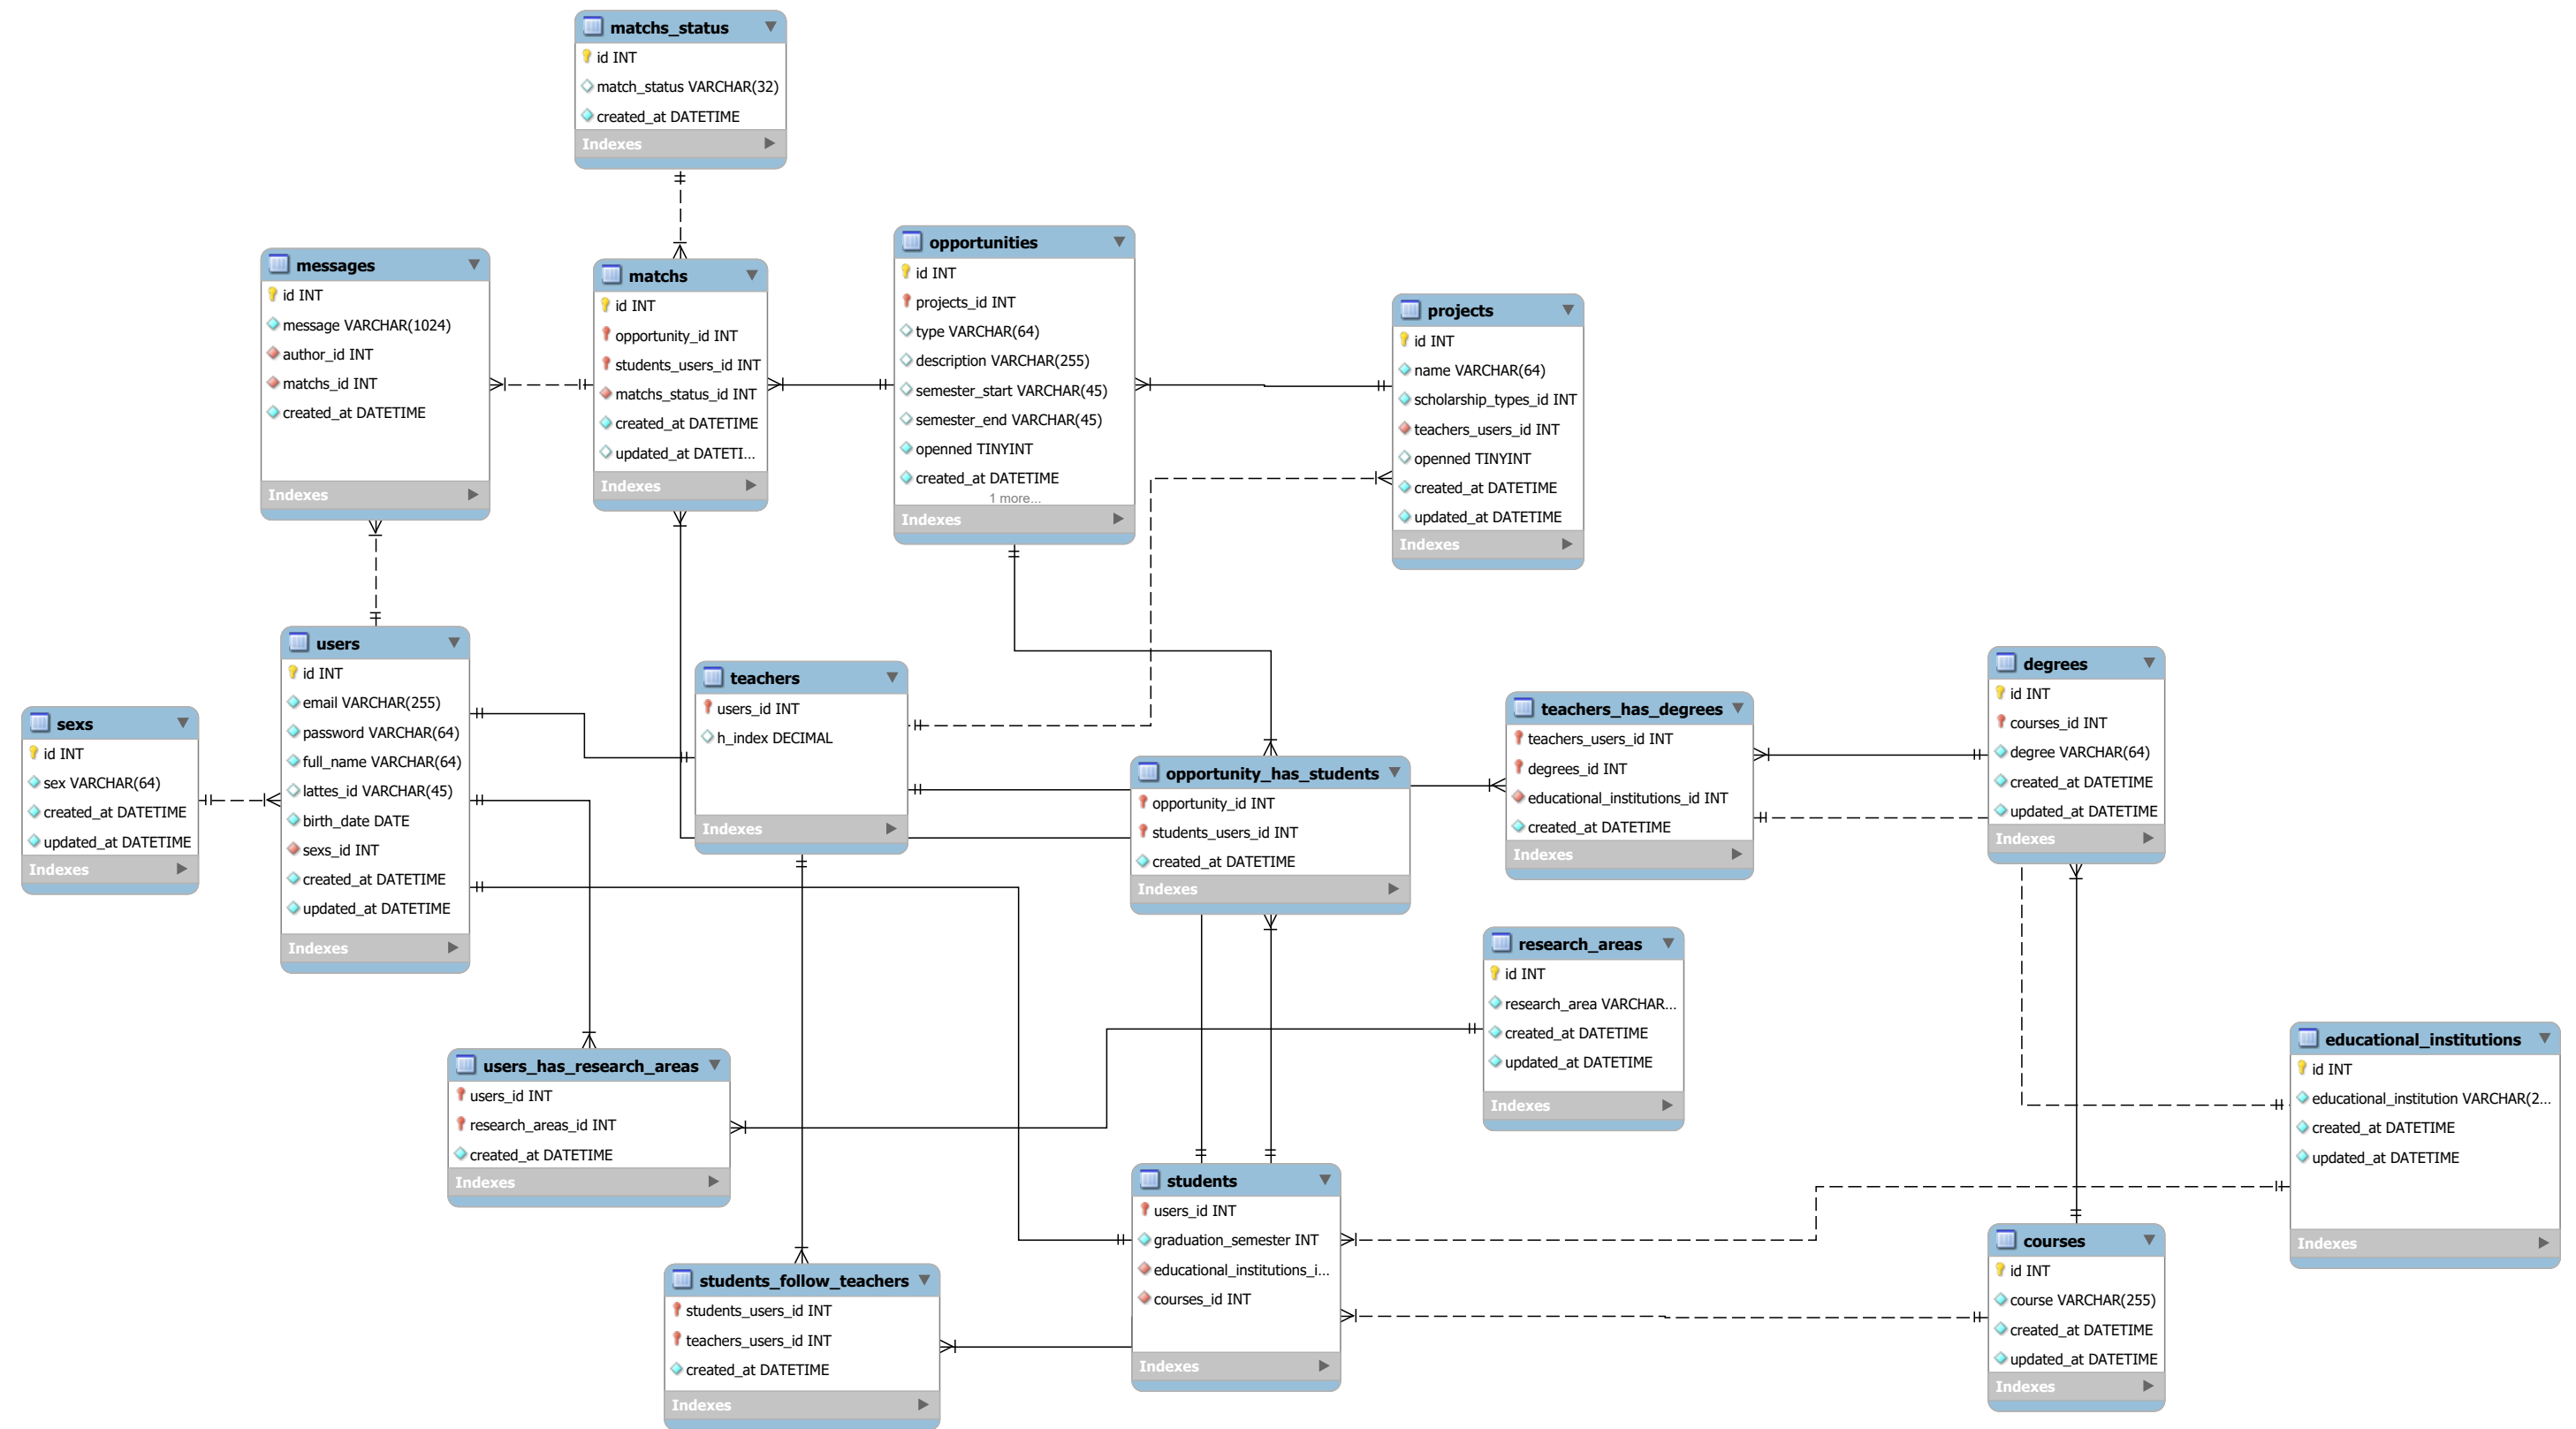 matchs_status
id INT
match_status VARCHAR(32)
created_at DATETIME
Indexes
messages
id INT
message VARCHAR(1024)
author_id INT
matchs_id INT
created_at DATETIME
Indexes
matchs
id INT
opportunity_id INT
students_users_id INT
matchs_status_id INT
created_at DATETIME
updated_at DATETI...
Indexes
opportunities
id INT
projects_id INT
type VARCHAR(64)
description VARCHAR(255)
semester_start VARCHAR(45)
semester_end VARCHAR(45)
openned TINYINT
created_at DATETIME
1 more...
Indexes
projects
id INT
name VARCHAR(64)
scholarship_types_id INT
teachers_users_id INT
openned TINYINT
created_at DATETIME
updated_at DATETIME
Indexes
sexs
id INT
sex VARCHAR(64)
created_at DATETIME
updated_at DATETIME
Indexes
users
id INT
email VARCHAR(255)
password VARCHAR(64)
full_name VARCHAR(64)
lattes_id VARCHAR(45)
birth_date DATE
sexs_id INT
created_at DATETIME
updated_at DATETIME
Indexes
teachers
users_id INT
h_index DECIMAL
Indexes
opportunity_has_students
opportunity_id INT
students_users_id INT
created_at DATETIME
Indexes
teachers_has_degrees
teachers_users_id INT
degrees_id INT
educational_institutions_id INT
created_at DATETIME
Indexes
degrees
id INT
courses_id INT
degree VARCHAR(64)
created_at DATETIME
updated_at DATETIME
Indexes
research_areas
id INT
research_area VARCHAR...
created_at DATETIME
updated_at DATETIME
Indexes
users_has_research_areas
users_id INT
research_areas_id INT
created_at DATETIME
Indexes
educational_institutions
id INT
educational_institution VARCHAR(2...
created_at DATETIME
updated_at DATETIME
Indexes
students
users_id INT
graduation_semester INT
educational_institutions_i...
courses_id INT
Indexes
students_follow_teachers
students_users_id INT
teachers_users_id INT
created_at DATETIME
Indexes
courses
id INT
course VARCHAR(255)
created_at DATETIME
updated_at DATETIME
Indexes